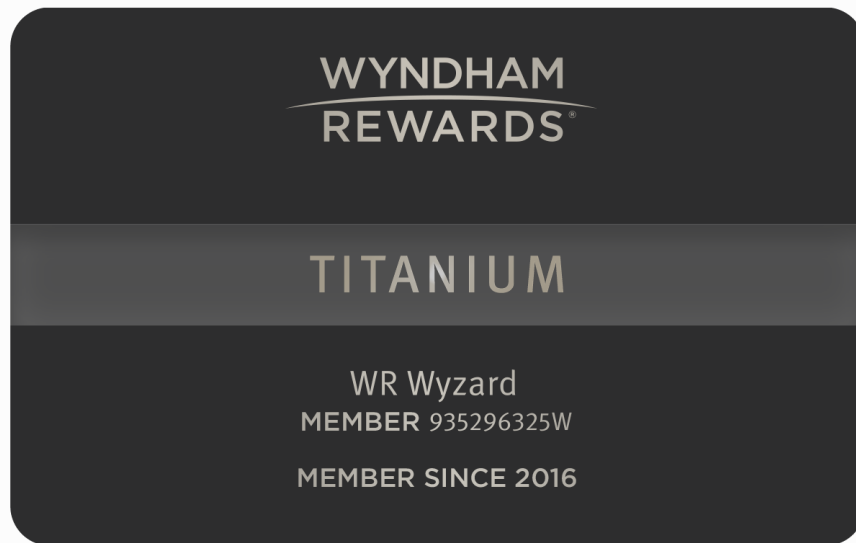 WYNDHAM
REWARDS®
TITANIUM
WR Wyzard
MEMBER 935296325W
MEMBER SINCE 2016